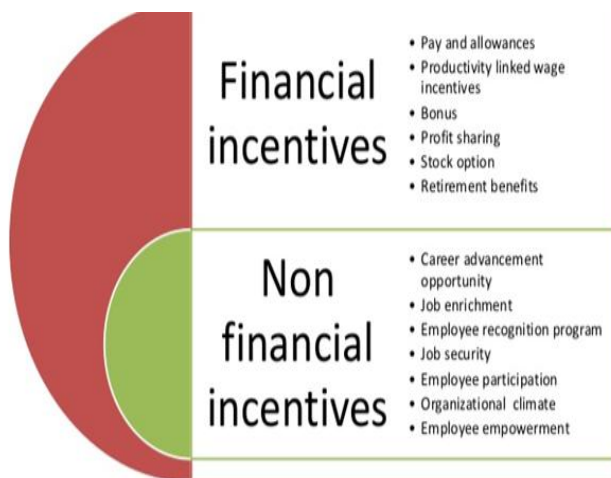 Financial
incentives
• Pay and allowances
• Productivity linked wage
incentives
• Bonus
• Profit sharing
• Stock option
• Retirement benefits
Non
financial
incentives
• Career advancement
opportunity
• Job enrichment
• Employee recognition program
• Job security
• Employee participation
• Organizational climate
• Employee empowerment